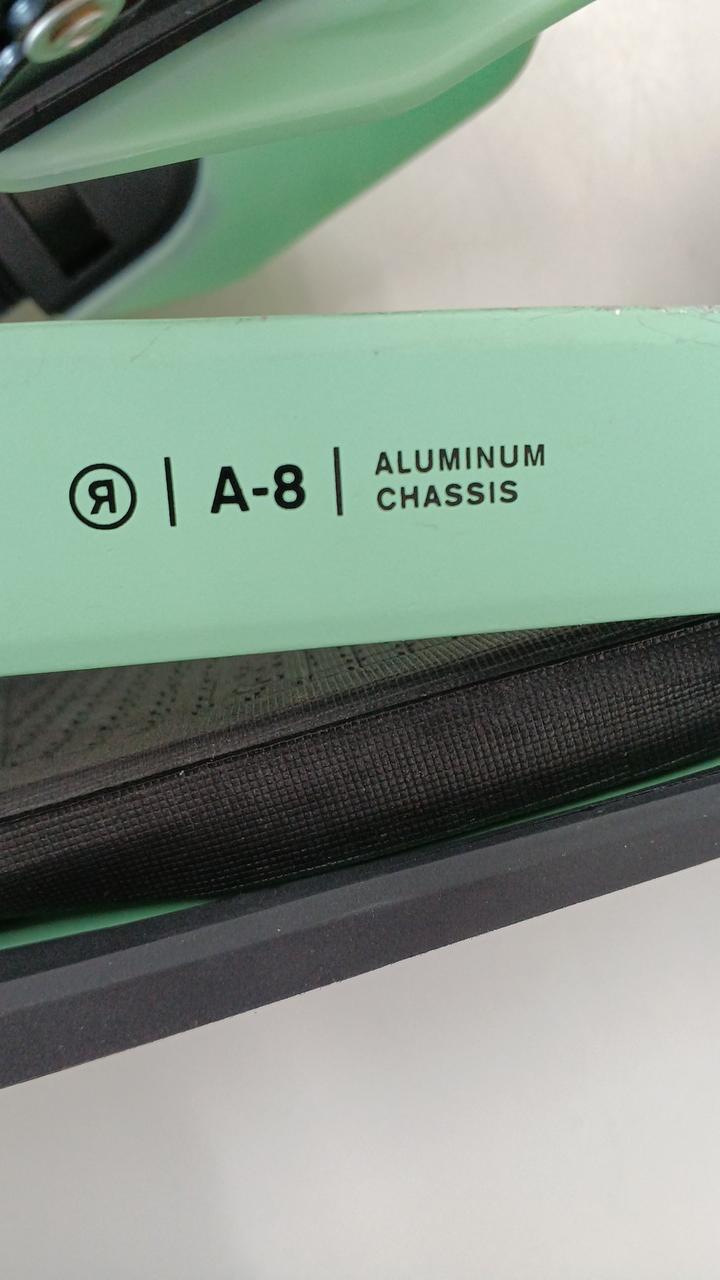 Я | A-8 | ALUMINUM
CHASSIS